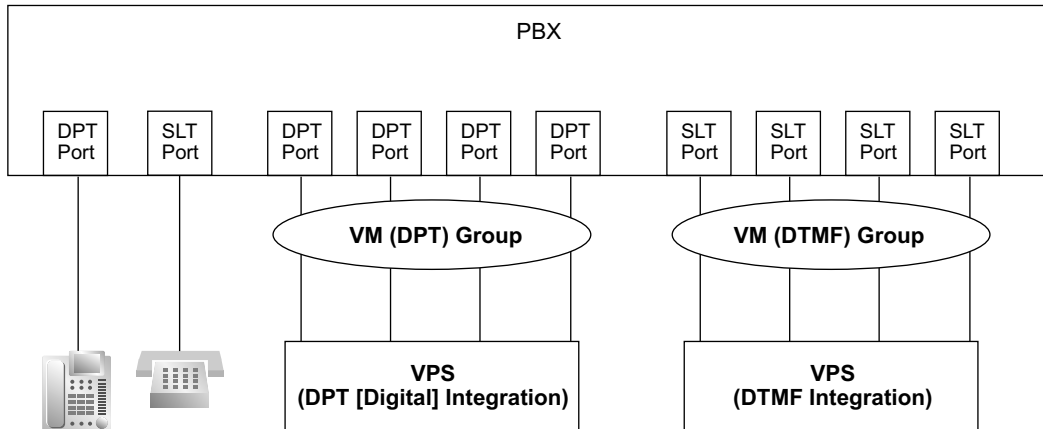 PBX
DPT
Port
SLT
Port
DPT
Port
DPT
Port
DPT
Port
DPT
Port
SLT
Port
SLT
Port
SLT
Port
SLT
Port
VM (DPT) Group
VM (DTMF) Group
VPS
(DPT [Digital] Integration)
VPS
(DTMF Integration)